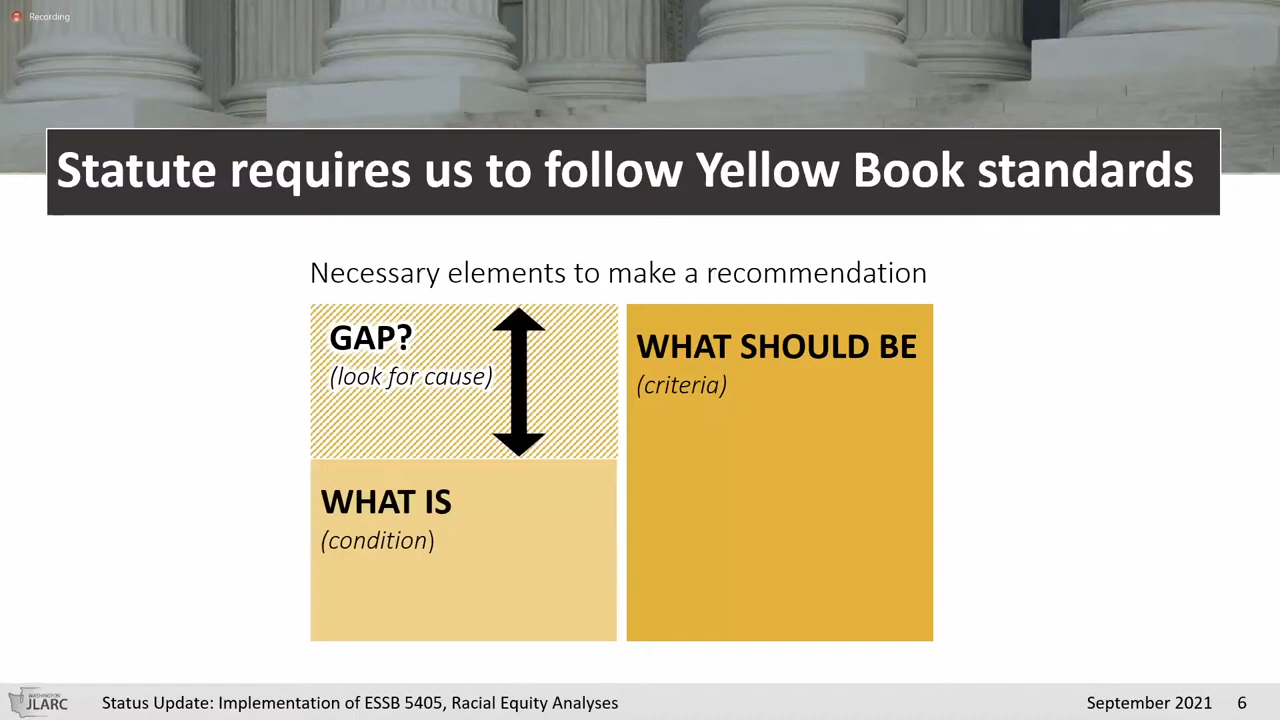 Recording
Statute requires us to follow Yellow Book standards
Necessary elements to make a recommendation
GAP?
(look for cause)
WHAT SHOULD BE
(criteria)
WHAT IS
(condition)
WASHINGTON
JLARC
Status Update: Implementation of ESSB 5405, Racial Equity Analyses
September 2021 6